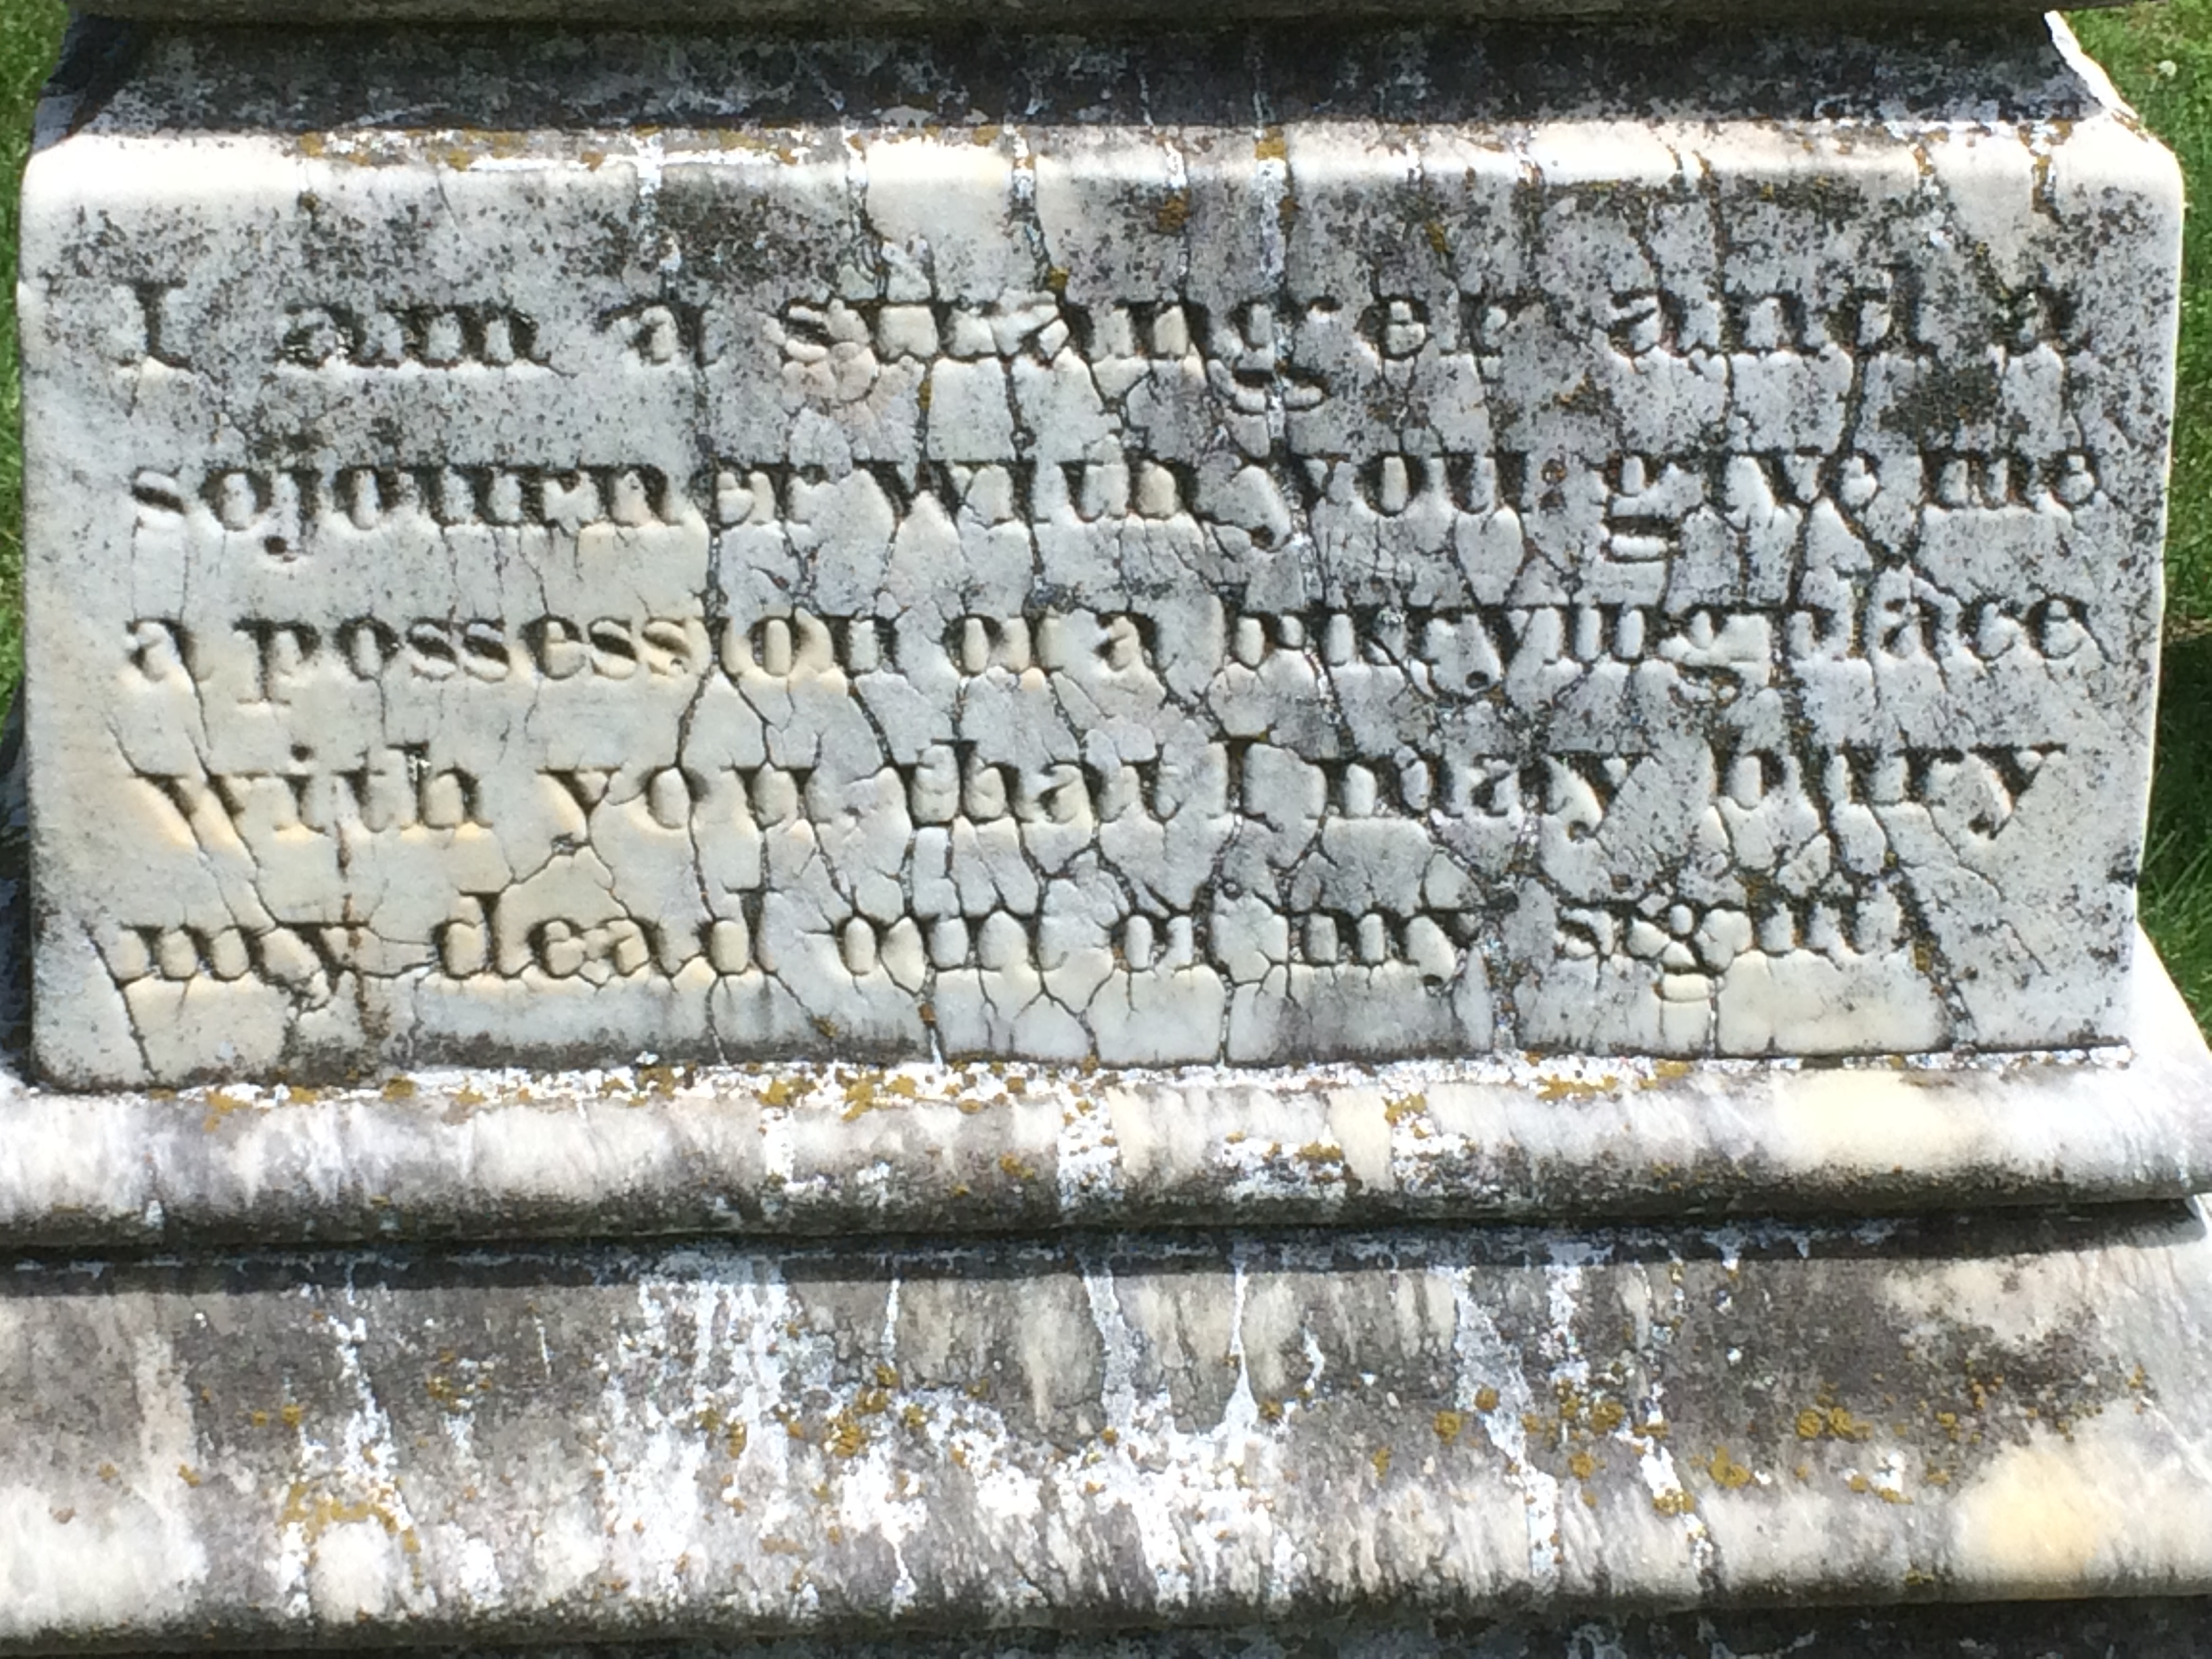 I am a stranger and a
sojourner with you, give me
a possession of a burying place
with you, that I may bury
my dead out of my sight.